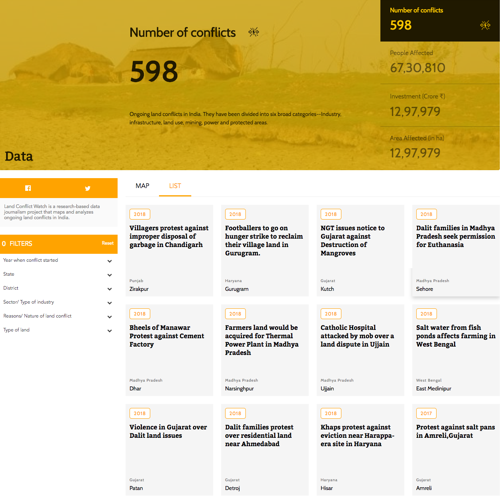 Number of conflicts
598
Ongoing land conflicts in India. They have been divided into six broad categories—Industry,
infrastructure, land use, mining, power and protected areas
Number of conflicts
598
People Affected
67,30,810
Investment (Crore ₹)
12,97,979
Area Affected (in ha)
12,97,979
Data
Land Conflict Watch is a research-based data
journalism project that maps and analyses
ongoing land conflicts in India.
FILTERS
Reset
Year when conflict started
State
District
Sector/ Type of industry
Reasons/ Nature of land conflict
Type of land
MAP
LIST
2018
Villagers protest against
improper disposal of
garbage in Chandigarh
Punjab
Zirakpur
2018
Footballers to go on
hunger strike to reclaim
their village land in
Gurugram.
Haryana
Gurugram
2018
NGT issues notice to
Gujarat against
Destruction of
Mangroves
Gujarat
Kutch
2018
Dalit families in Madhya
Pradesh seek permission
for Euthanasia
Madhya Pradesh
Sehore
2018
Bheels of Manawar
Protest against Cement
Factory
Madhya Pradesh
Dhar
2018
Farmers land would be
acquired for Thermal
Power Plant in Madhya
Pradesh
Madhya Pradesh
Narsinghpur
2018
Catholic Hospital
attacked by mob over a
land dispute in Ujjain
Madhya Pradesh
Ujjain
2018
Salt water from fish
ponds affects farming in
West Bengal
West Bengal
East Medinipur
2018
Violence in Gujarat over
Dalit land issues
Gujarat
Patan
2018
Dalit families protest
over residential land
near Ahmedabad
Gujarat
Detroj
2018
Khaps protest against
eviction near Harappa-
era site in Haryana
Haryana
Hisar
2017
Protest against salt pans
in Amreli,Gujarat
Gujarat
Amreli